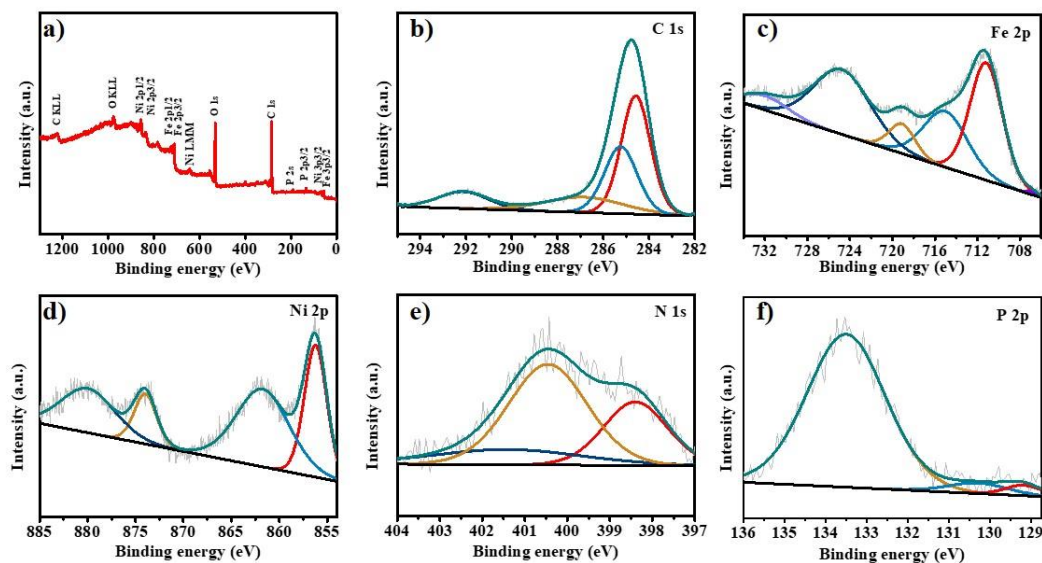 a)
C KLL
O KLL
Ni 2p1/2
Ni 2p3/2
Fe 2p1/2
Fe 2p3/2
Ni LMM
O 1s
C 1s
P 2s
P 2p3/2
Ni 3p3/2
Fe 3p3/2
Intensity (a.u.)
1200 1000 800 600 400 200 0
Binding energy (eV)
b)
C 1s
Intensity (a.u.)
294 292 290 288 286 284 282
Binding energy (eV)
c)
Fe 2p
Intensity (a.u.)
734 728 724 720 716 712 708
Binding energy (eV)
d)
Ni 2p
Intensity (a.u.)
885 880 875 870 865 860 855
Binding energy (eV)
e)
N 1s
Intensity (a.u.)
404 403 402 401 400 399 398 397
Binding energy (eV)
f)
P 2p
Intensity (a.u.)
136 135 134 133 132 131 130 129
Binding energy (eV)